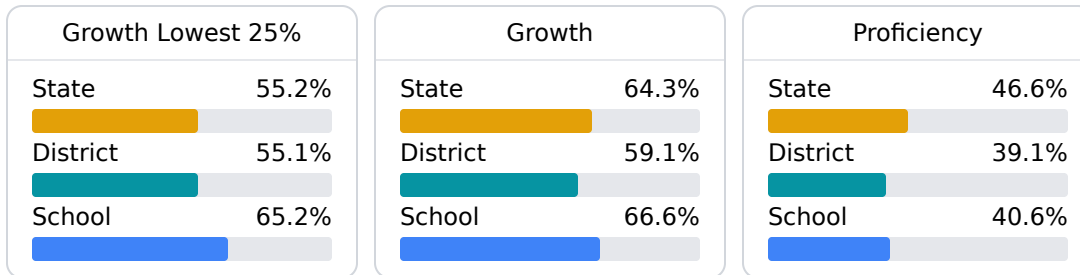 Growth Lowest 25%
State 55.2%
District 55.1%
School 65.2%
Growth
State 64.3%
District 59.1%
School 66.6%
Proficiency
State 46.6%
District 39.1%
School 40.6%